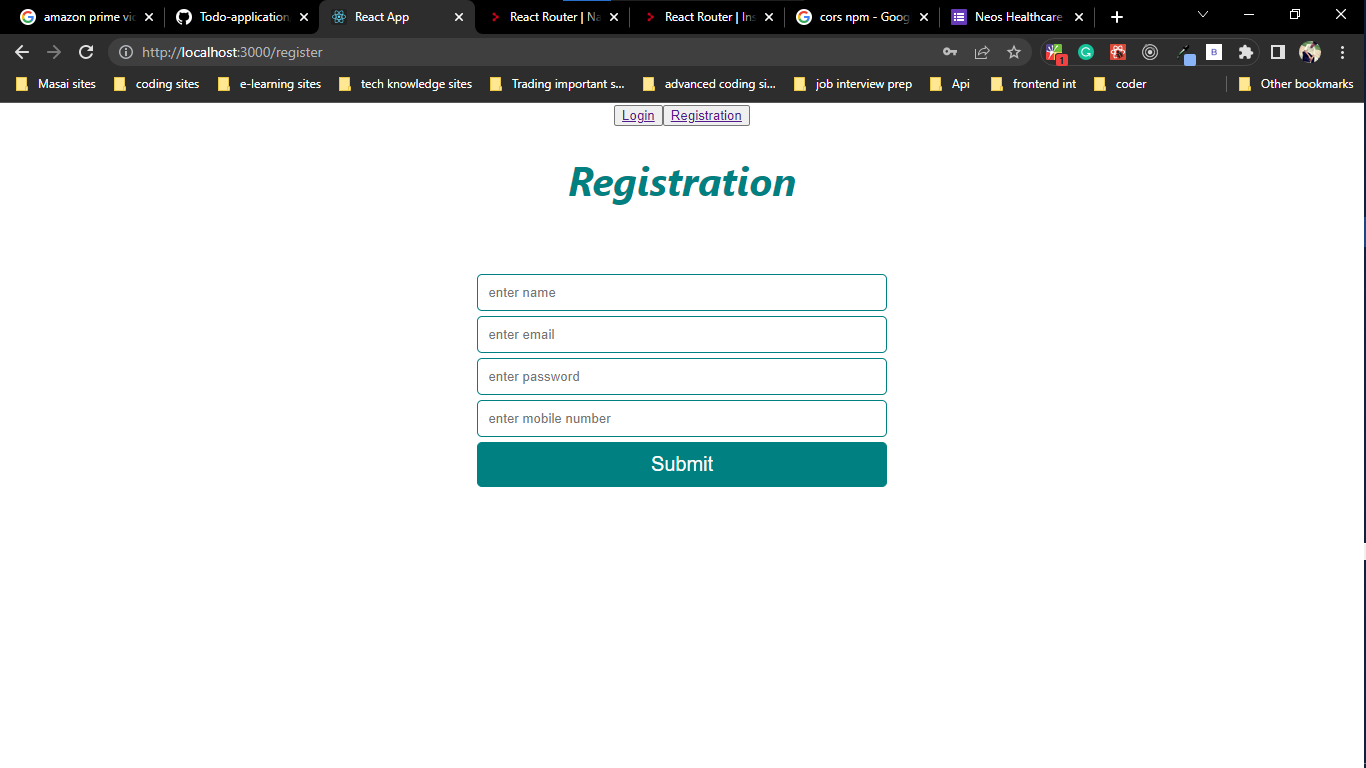 amazon prime vi Todo-application React App React Router | Na React Router | Ins cors npm - Goog Neos Healthcare
http://localhost:3000/register
1 B
Masai sites coding sites e-learning sites tech knowledge sites Trading important s... advanced coding si... job interview prep Api frontend int coder Other bookmarks
Login Registration
Registration
enter name
enter email
enter password
enter mobile number
Submit